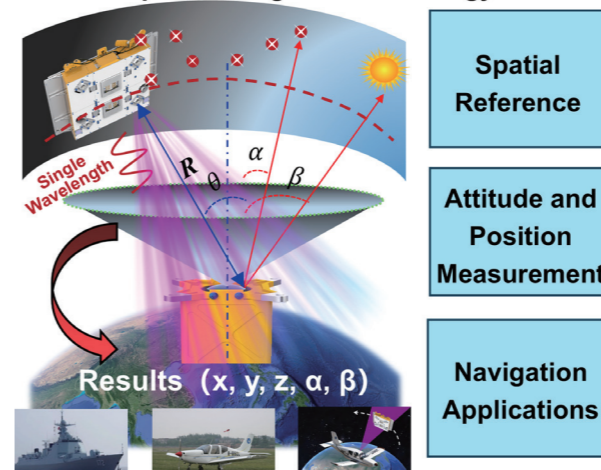 Spatial
Reference
Single
Wavelength
R
θ
α
β
Attitude and
Position
Measurement
Results (x, y, z, α, β)
Navigation
Applications